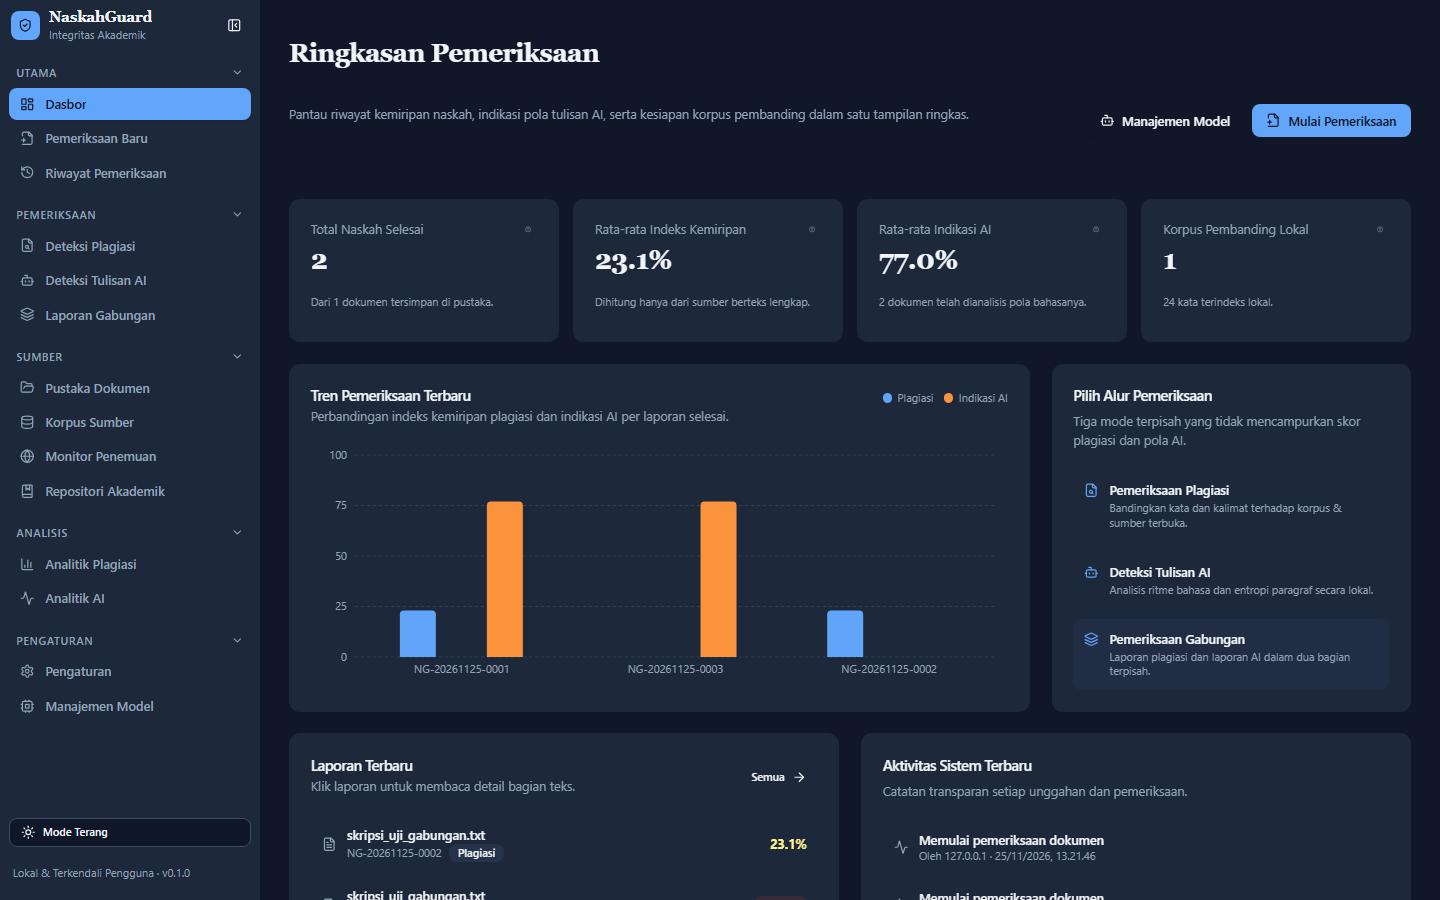 NaskahGuard
Integritas Akademik
UTAMA
Dasbor
Pemeriksaan Baru
Riwayat Pemeriksaan
PEMERIKSAAN
Deteksi Plagiasi
Deteksi Tulisan AI
Laporan Gabungan
SUMBER
Pustaka Dokumen
Korpus Sumber
Monitor Penemuan
Repositori Akademik
ANALISIS
Analitik Plagiasi
Analitik AI
PENGATURAN
Pengaturan
Manajemen Model
Mode Terang
Lokal & Terkendali Pengguna · v0.1.0
Ringkasan Pemeriksaan
Pantau riwayat kemiripan naskah, indikasi pola tulisan AI, serta kesiapan korpus pembanding dalam satu tampilan ringkas.
Manajemen Model
Mulai Pemeriksaan
Total Naskah Selesai
2
Dari 1 dokumen tersimpan di pustaka.
Rata-rata Indeks Kemiripan
23.1%
Dihitung hanya dari sumber berteks lengkap.
Rata-rata Indikasi AI
77.0%
2 dokumen telah dianalisis pola bahasanya.
Korpus Pembanding Lokal
1
24 kata terindeks lokal.
Tren Pemeriksaan Terbaru
Perbandingan indeks kemiripan plagiasi dan indikasi AI per laporan selesai.
Plagiasi
Indikasi AI
100
75
50
25
0
NG-20261125-0001
NG-20261125-0003
NG-20261125-0002
Pilih Alur Pemeriksaan
Tiga mode terpisah yang tidak mencampurkan skor
plagiasi dan pola AI.
Pemeriksaan Plagiasi
Bandingkan kata dan kalimat terhadap korpus &
sumber terbuka.
Deteksi Tulisan AI
Analisis ritme bahasa dan entropi paragraf secara lokal.
Pemeriksaan Gabungan
Laporan plagiasi dan laporan AI dalam dua bagian
terpisah.
Laporan Terbaru
Klik laporan untuk membaca detail bagian teks.
Semua
skripsi_uji_gabungan.txt
NG-20261125-0002
Plagiasi
23.1%
skripsi_uji_gabungan.txt
Aktivitas Sistem Terbaru
Catatan transparan setiap unggahan dan pemeriksaan.
Memulai pemeriksaan dokumen
Oleh 127.0.0.1 · 25/11/2026, 13.21.46
Memulai pemeriksaan dokumen